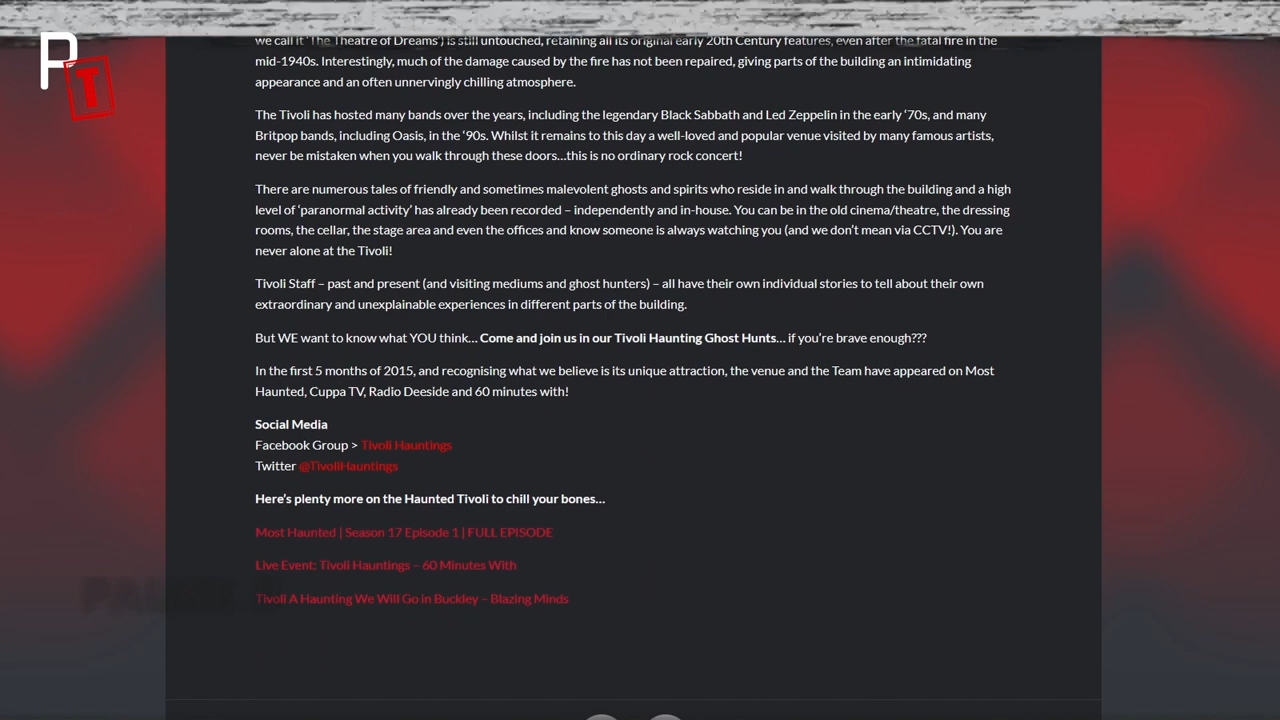 PT
we call it 'The Theatre of Dreams') is still untouched, retaining all its original early 20th Century features, even after the fatal fire in the
mid-1940s. Interestingly, much of the damage caused by the fire has not been repaired, giving parts of the building an intimidating
appearance and an often unnervingly chilling atmosphere.
The Tivoli has hosted many bands over the years, including the legendary Black Sabbath and Led Zeppelin in the early ‘70s, and many
Britpop bands, including Oasis, in the ‘90s. Whilst it remains to this day a well-loved and popular venue visited by many famous artists,
never be mistaken when you walk through these doors…this is no ordinary rock concert!
There are numerous tales of friendly and sometimes malevolent ghosts and spirits who reside in and walk through the building and a high
level of ‘paranormal activity’ has already been recorded – independently and in-house. You can be in the old cinema/theatre, the dressing
rooms, the cellar, the stage area and even the offices and know someone is always watching you (and we don’t mean via CCTV!). You are
never alone at the Tivoli!
Tivoli Staff – past and present (and visiting mediums and ghost hunters) – all have their own individual stories to tell about their own
extraordinary and unexplainable experiences in different parts of the building.
But WE want to know what YOU think… Come and join us in our Tivoli Haunting Ghost Hunts… if you’re brave enough???
In the first 5 months of 2015, and recognising what we believe is its unique attraction, the venue and the Team have appeared on Most
Haunted, Cuppa TV, Radio Deeside and 60 minutes with!
Social Media
Facebook Group > Tivoli Hauntings
Twitter @TivoliHauntings
Here’s plenty more on the Haunted Tivoli to chill your bones…
Most Haunted | Season 17 Episode 1 | FULL EPISODE
Live Event: Tivoli Hauntings – 60 Minutes With
Tivoli A Haunting We Will Go in Buckley – Blazing Minds